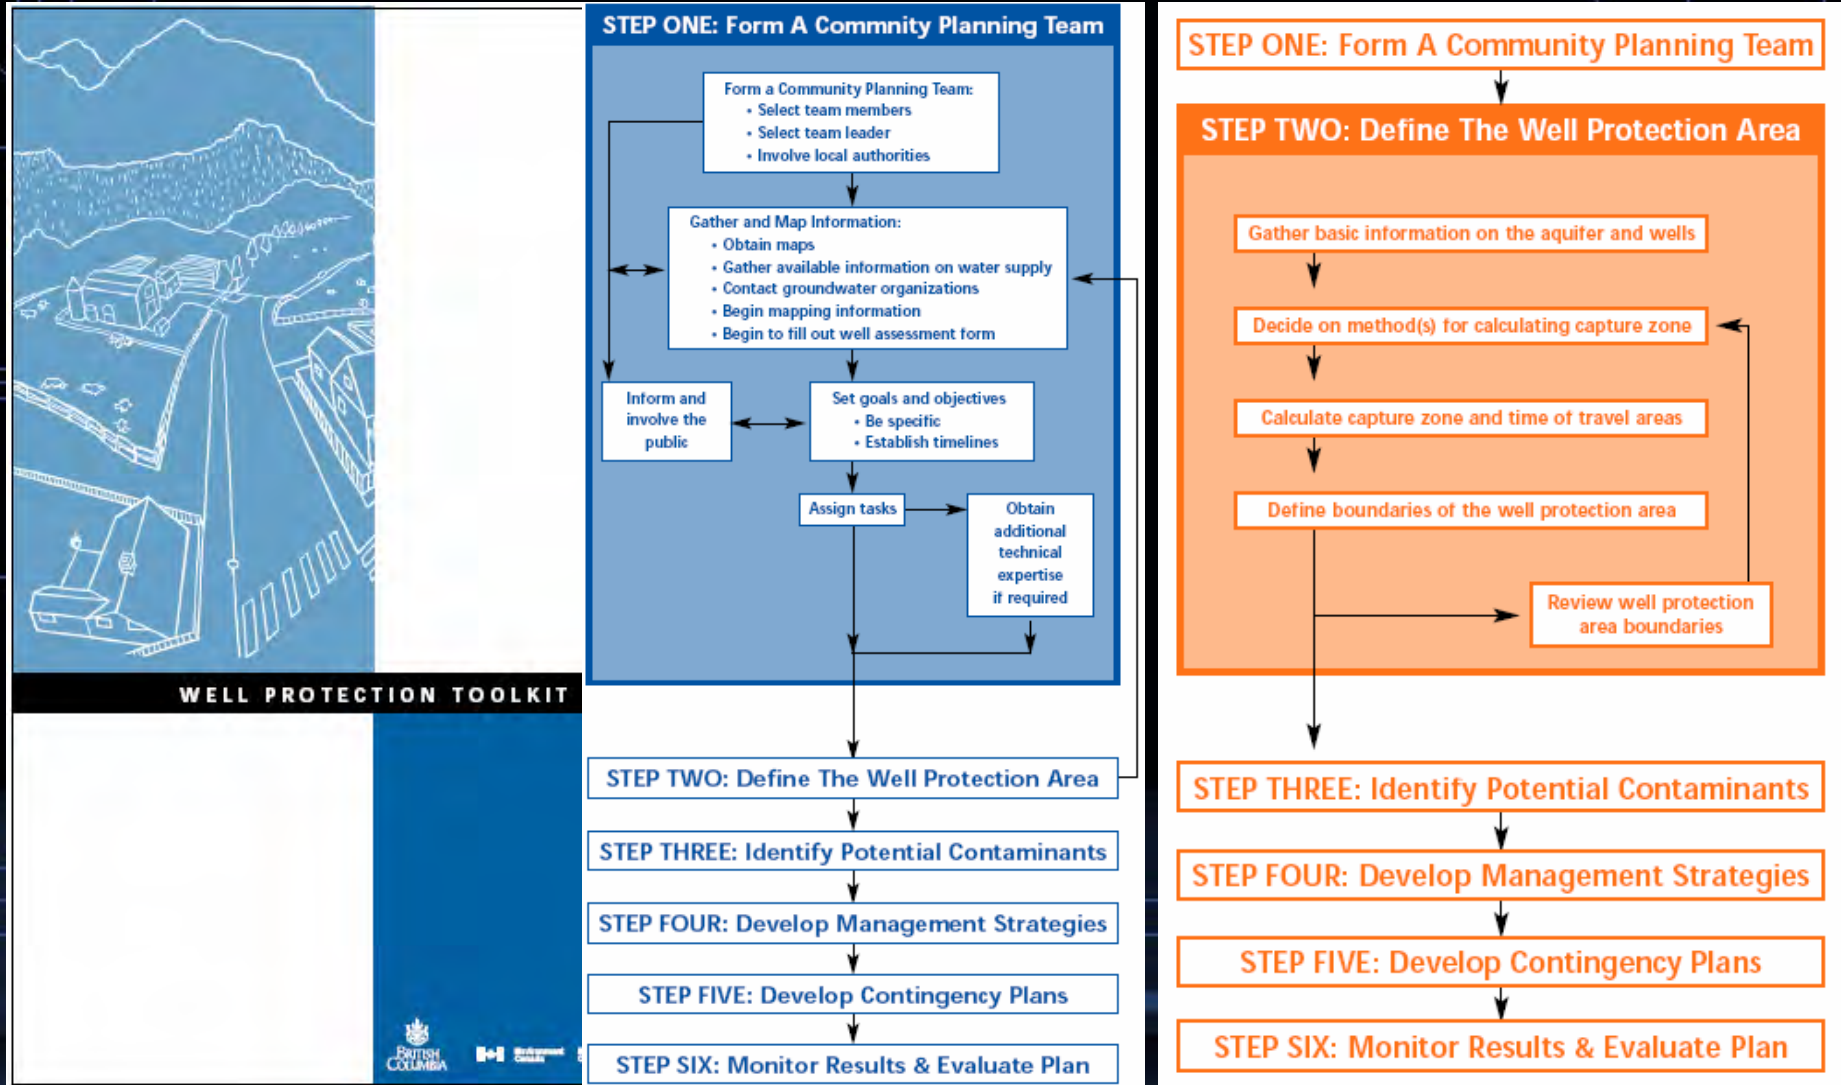 WELL PROTECTION TOOLKIT
BRITISH
COLUMBIA
Environment
Canada
STEP ONE: Form A Commnity Planning Team
Form a Community Planning Team:
• Select team members
• Select team leader
• Involve local authorities
Gather and Map Information:
• Obtain maps
• Gather available information on water supply
• Contact groundwater organizations
• Begin mapping information
• Begin to fill out well assessment form
Inform and
involve the
public
Set goals and objectives
• Be specific
• Establish timelines
Assign tasks
Obtain
additional
technical
expertise
if required
STEP TWO: Define The Well Protection Area
STEP THREE: Identify Potential Contaminants
STEP FOUR: Develop Management Strategies
STEP FIVE: Develop Contingency Plans
STEP SIX: Monitor Results & Evaluate Plan
STEP ONE: Form A Community Planning Team
STEP TWO: Define The Well Protection Area
Gather basic information on the aquifer and wells
Decide on method(s) for calculating capture zone
Calculate capture zone and time of travel areas
Define boundaries of the well protection area
Review well protection
area boundaries
STEP THREE: Identify Potential Contaminants
STEP FOUR: Develop Management Strategies
STEP FIVE: Develop Contingency Plans
STEP SIX: Monitor Results & Evaluate Plan